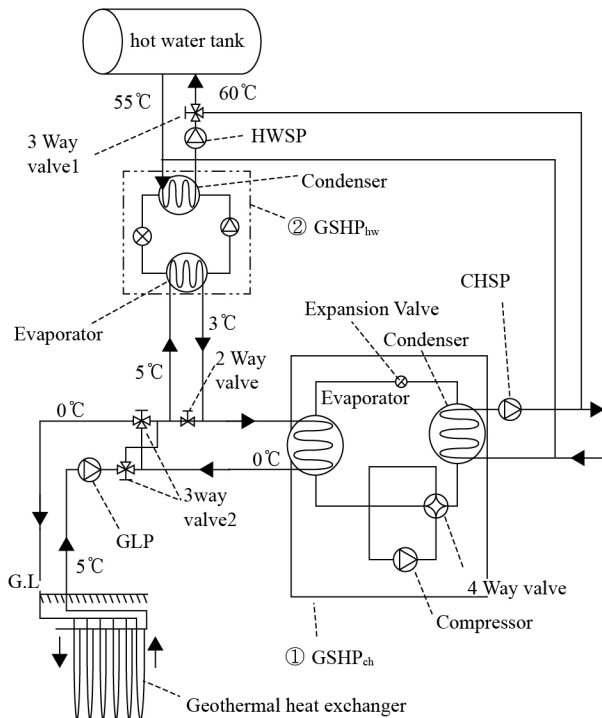 hot water tank
55℃
60℃
3 Way
valve1
HWSP
Condenser
② GSHPhw
Evaporator
3℃
5℃
2 Way
valve
CHSP
Expansion Valve
Condenser
Evaporator
0℃
0℃
3way
valve2
GLP
5℃
G.L
4 Way valve
Compressor
① GSHPch
Geothermal heat exchanger